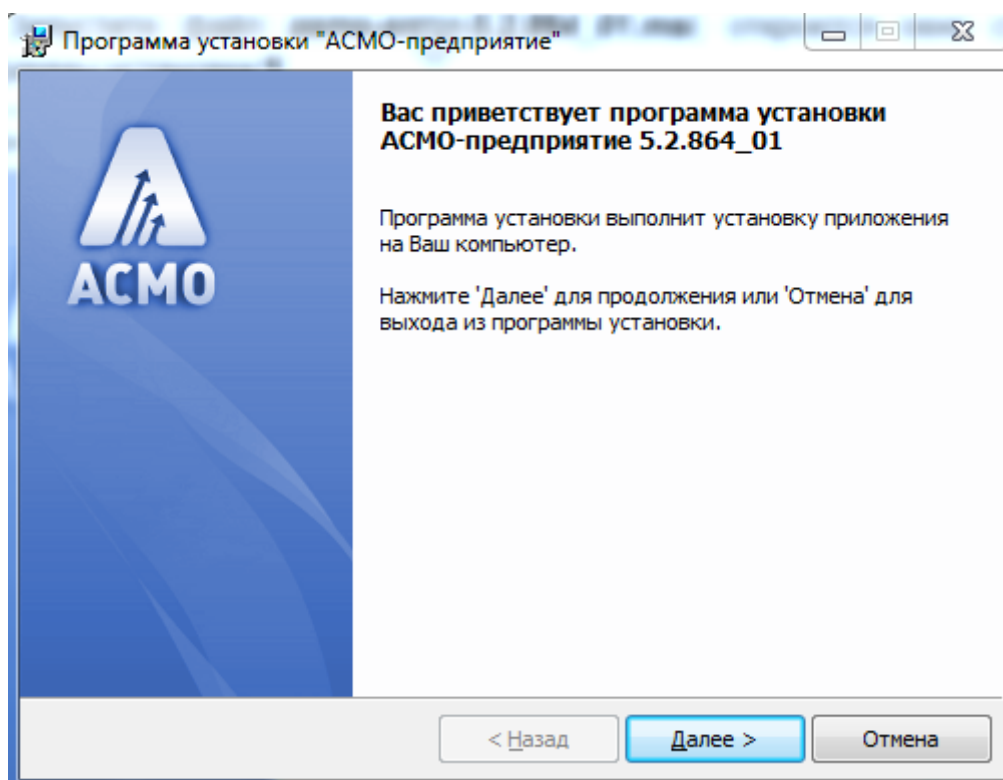 Программа установки "АСМО-предприятие"
Вас приветствует программа установки
АСМО-предприятие 5.2.864_01
АСМО
Программа установки выполнит установку приложения
на Ваш компьютер.
Нажмите 'Далее' для продолжения или 'Отмена' для
выхода из программы установки.
< Назад
Далее >
Отмена